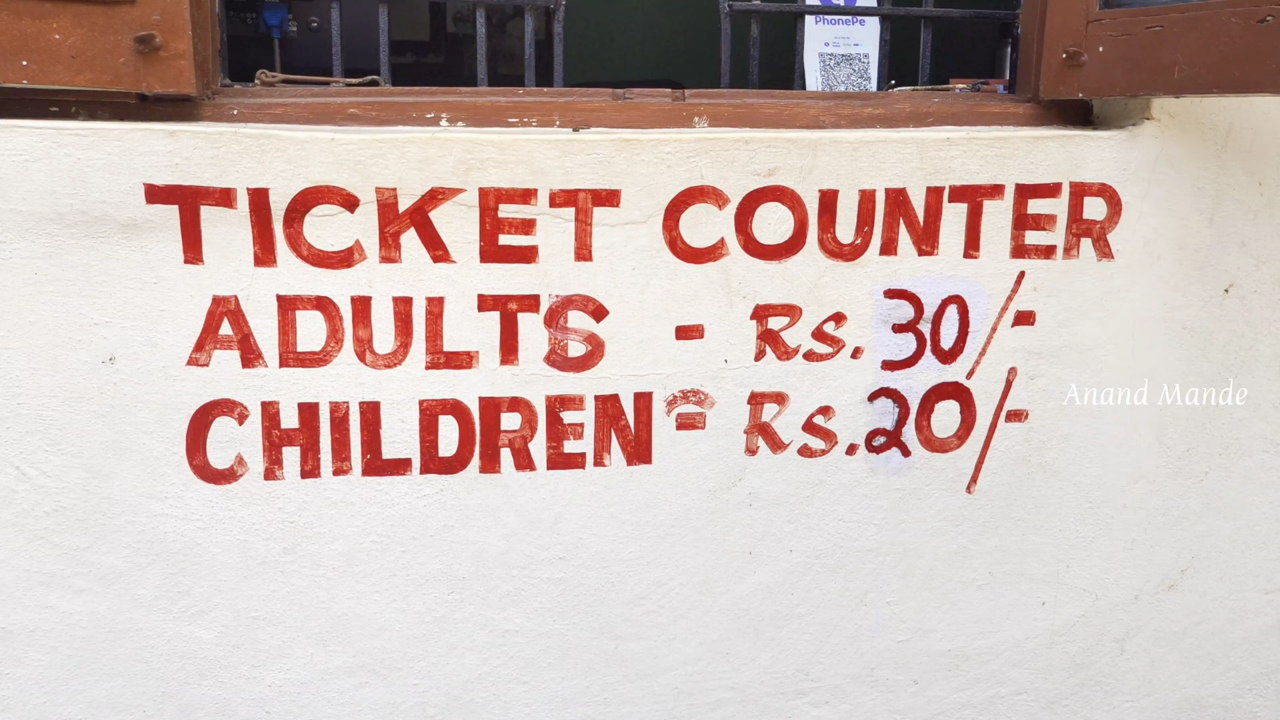 PhonePe
TICKET COUNTER
ADULTS - Rs. 30/-
CHILDREN - Rs. 20/-
Anand Mande